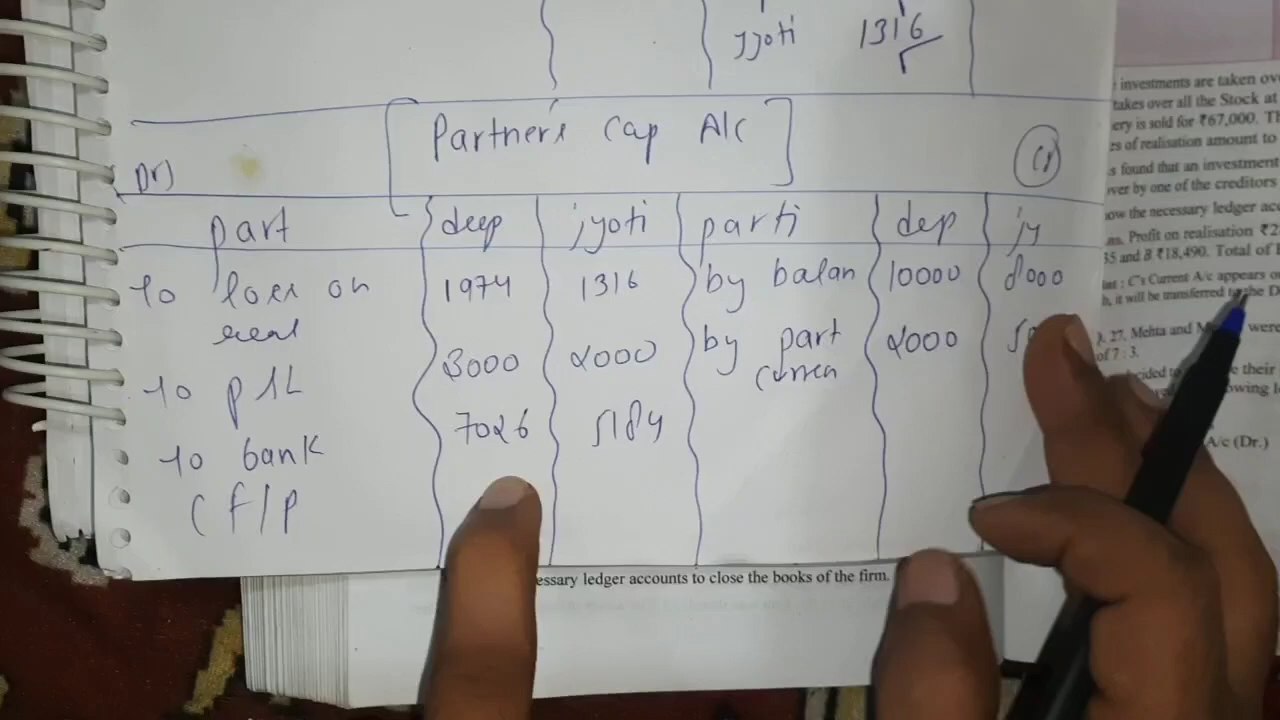 Jyoti 1316
Partner's Cap A/c
Dr)
(Cr)
part deep jyoti parti dep jy
to loss on 1974 1316 by balan 10000 8000
real
3000 2000 by part 2000
to p&L curren
7026 5184
to bank
( f/p
investments are taken ov
takes over all the Stock at
ery is sold for ₹67,000. Th
es of realisation amount to
s found that an investment
over by one of the creditors
ow the necessary ledger acc
as. Profit on realisation ₹2
35 and B ₹18,490. Total of
int : C's Current A/c appears o
h, it will be transferred to the D
27. Mehta and were
of 7 : 3.
their
owing
A/c (Dr.)
essary ledger accounts to close the books of the firm.